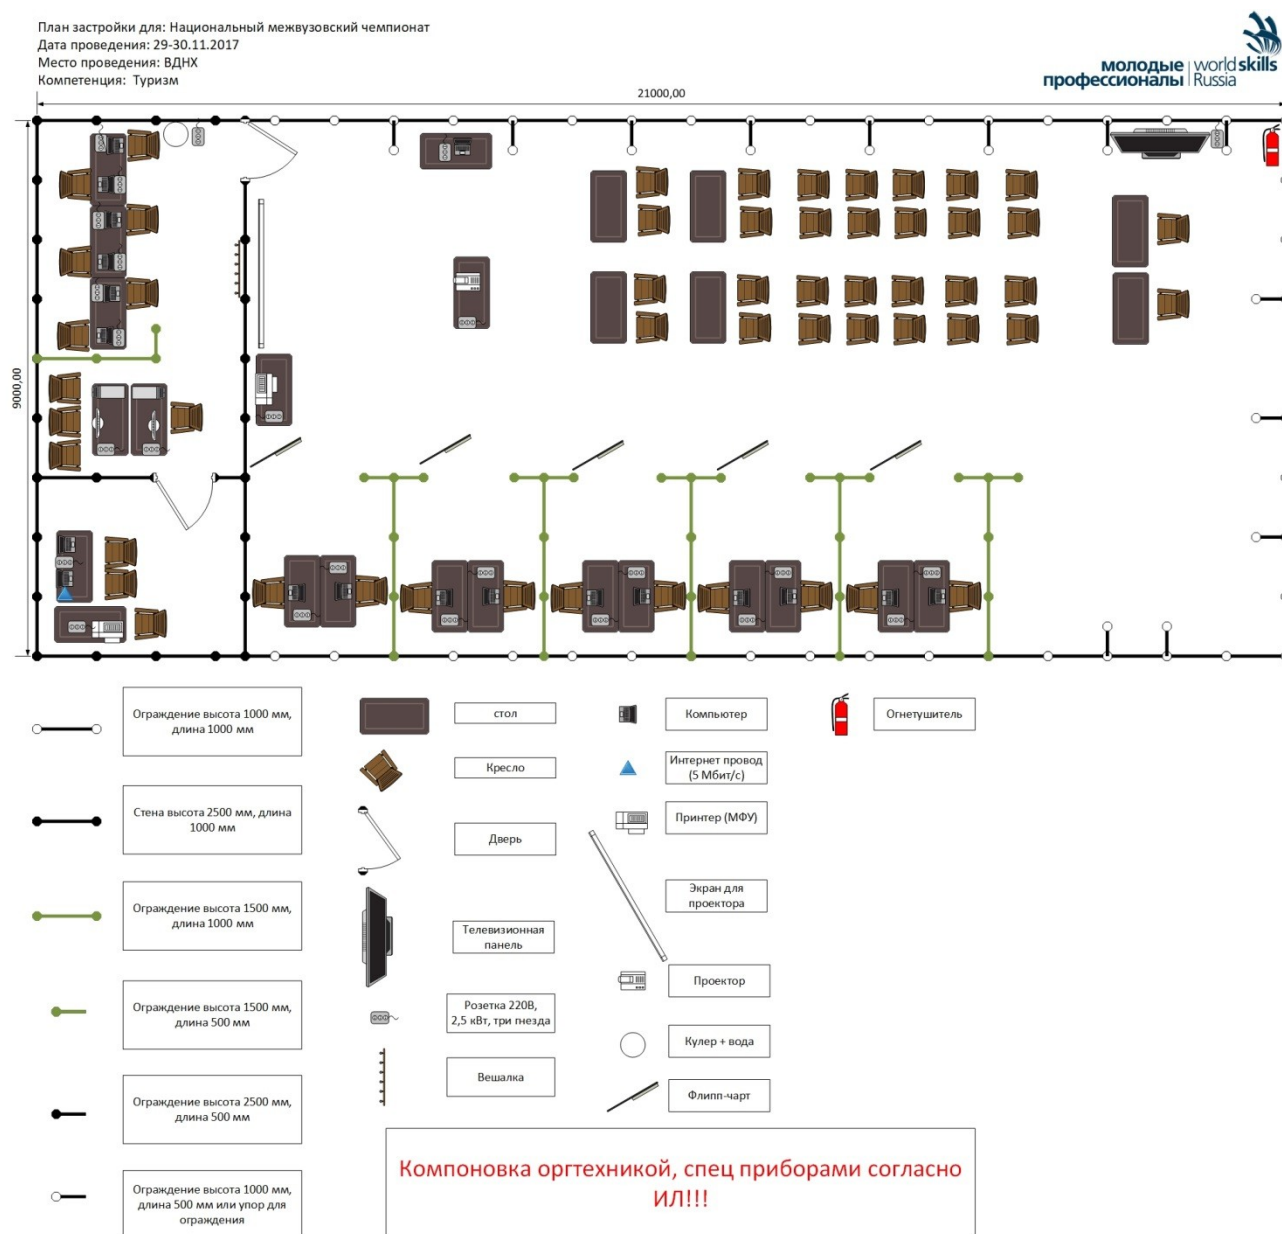 План застройки для: Национальный межвузовский чемпионат
Дата проведения: 29-30.11.2017
Место проведения: ВДНХ
Компетенция: Туризм
молодые
профессионалы
worldskills
Russia
21000,00
9000,00
Ограждение высота 1000 мм,
длина 1000 мм
Стена высота 2500 мм, длина
1000 мм
Ограждение высота 1500 мм,
длина 1000 мм
Ограждение высота 1500 мм,
длина 500 мм
Ограждение высота 2500 мм,
длина 500 мм
Ограждение высота 1000 мм,
длина 500 мм или упор для
ограждения
стол
Кресло
Дверь
Телевизионная
панель
Розетка 220В,
2,5 кВт, три гнезда
Вешалка
Компьютер
Интернет провод
(5 Мбит/с)
Принтер (МФУ)
Экран для
проектора
Проектор
Кулер + вода
Флипп-чарт
Огнетушитель
Компоновка оргтехникой, спец приборами согласно
ИЛ!!!